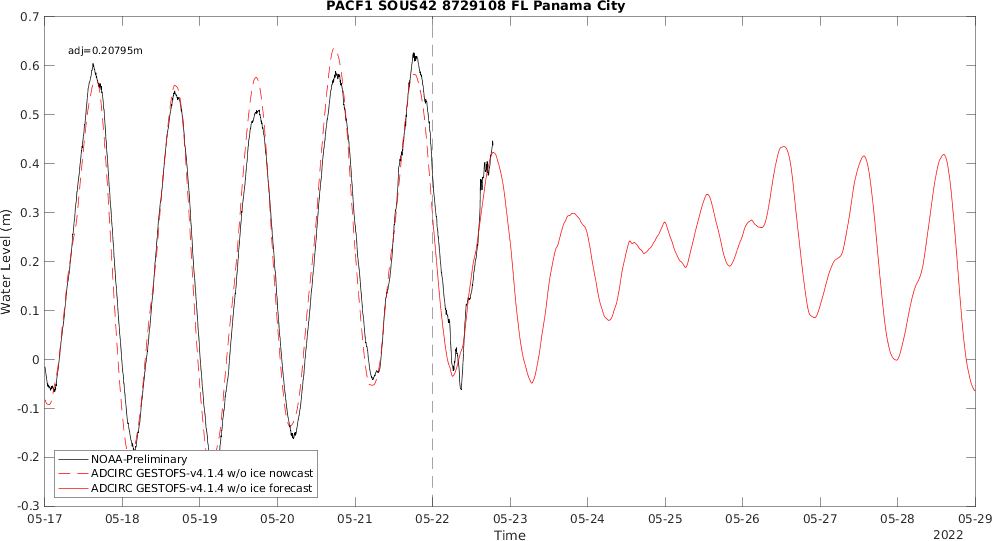 PACF1 SOUS42 8729108 FL Panama City
adj=0.20795m
Water Level (m)
0.7
0.6
0.5
0.4
0.3
0.2
0.1
0
-0.1
-0.2
-0.3
NOAA-Preliminary
ADCIRC GESTOFS-v4.1.4 w/o ice nowcast
ADCIRC GESTOFS-v4.1.4 w/o ice forecast
05-17 05-18 05-19 05-20 05-21 05-22 05-23 05-24 05-25 05-26 05-27 05-28 05-29
Time
2022